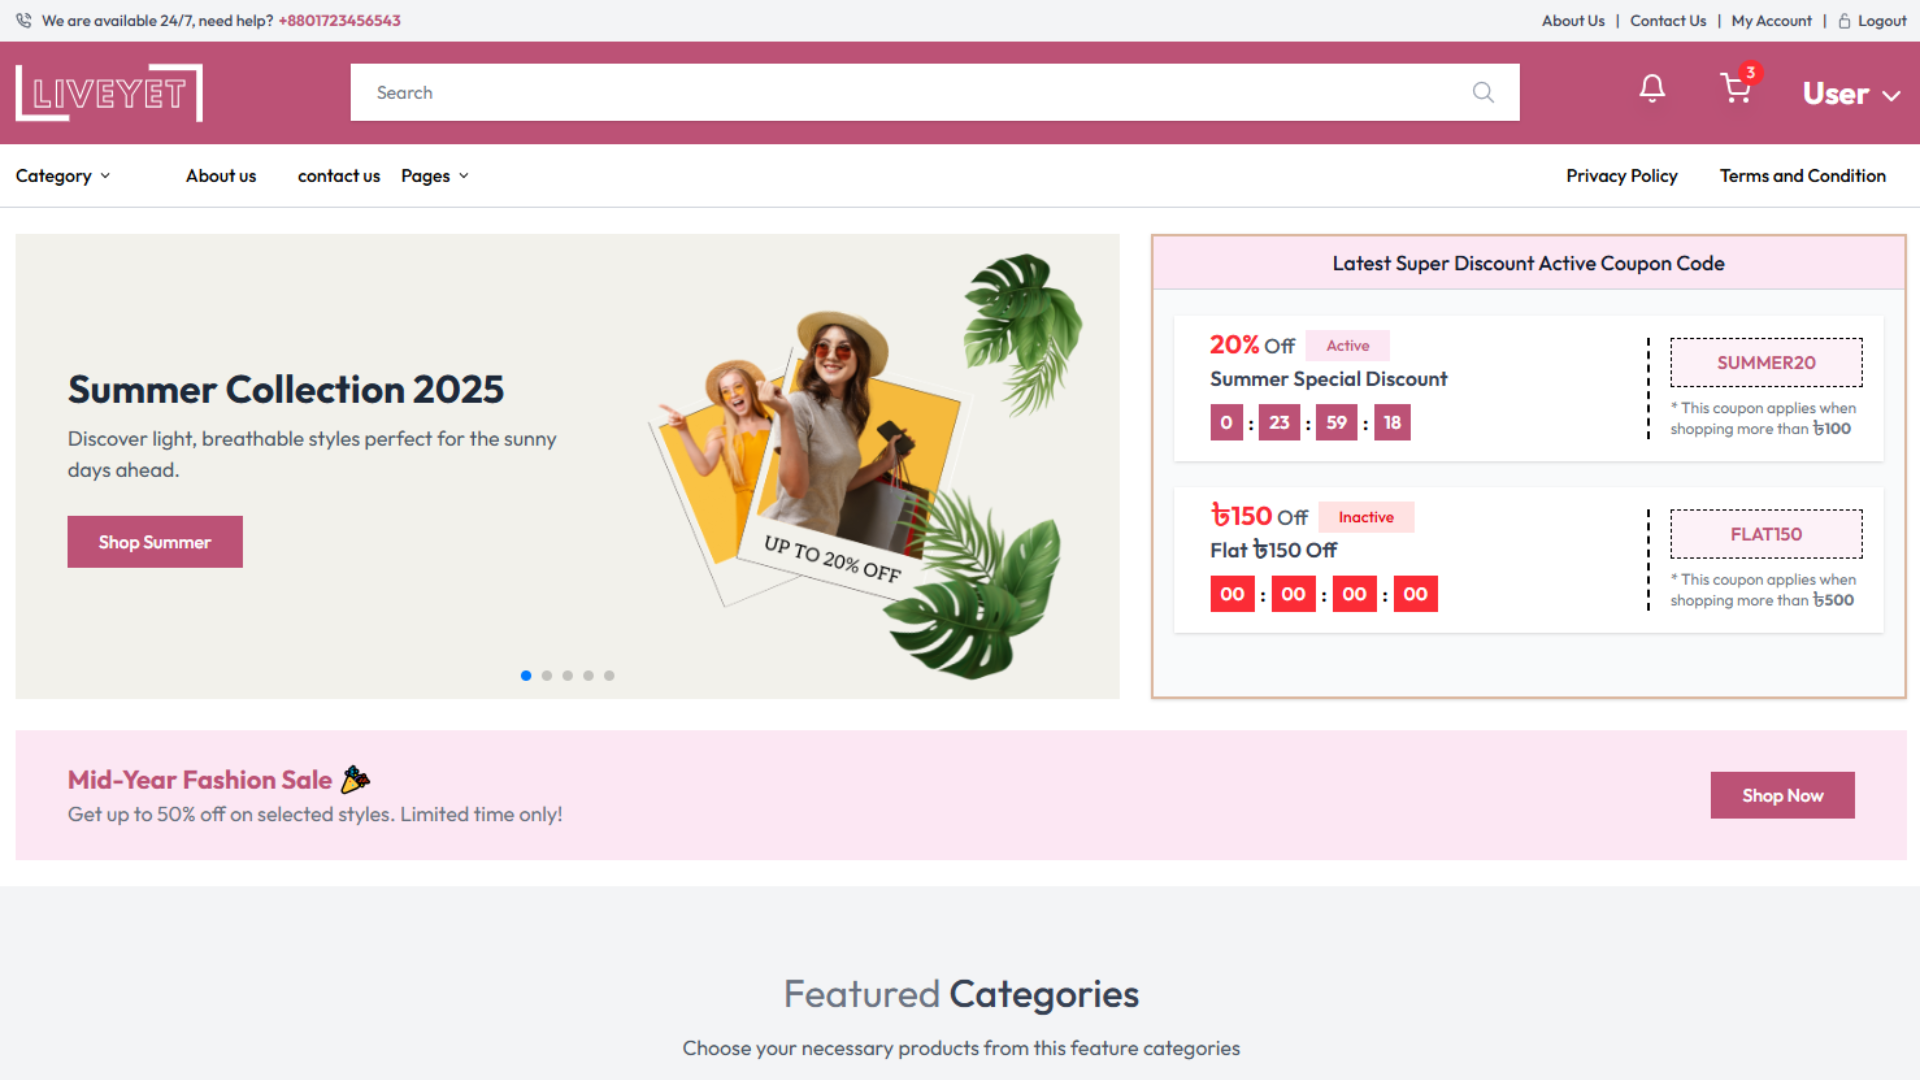 We are available 24/7, need help? +8801723456543
About Us | Contact Us | My Account | Logout
LIVEYET
Search
3
User
Category
About us
contact us
Pages
Privacy Policy
Terms and Condition
Summer Collection 2025
Discover light, breathable styles perfect for the sunny
days ahead.
Shop Summer
UP TO 20% OFF
Latest Super Discount Active Coupon Code
20% Off Active
Summer Special Discount
0 : 23 : 59 : 18
SUMMER20
* This coupon applies when
shopping more than ৳100
৳150 Off Inactive
Flat ৳150 Off
00 : 00 : 00 : 00
FLAT150
* This coupon applies when
shopping more than ৳500
Mid-Year Fashion Sale 🎉
Get up to 50% off on selected styles. Limited time only!
Shop Now
Featured Categories
Choose your necessary products from this feature categories